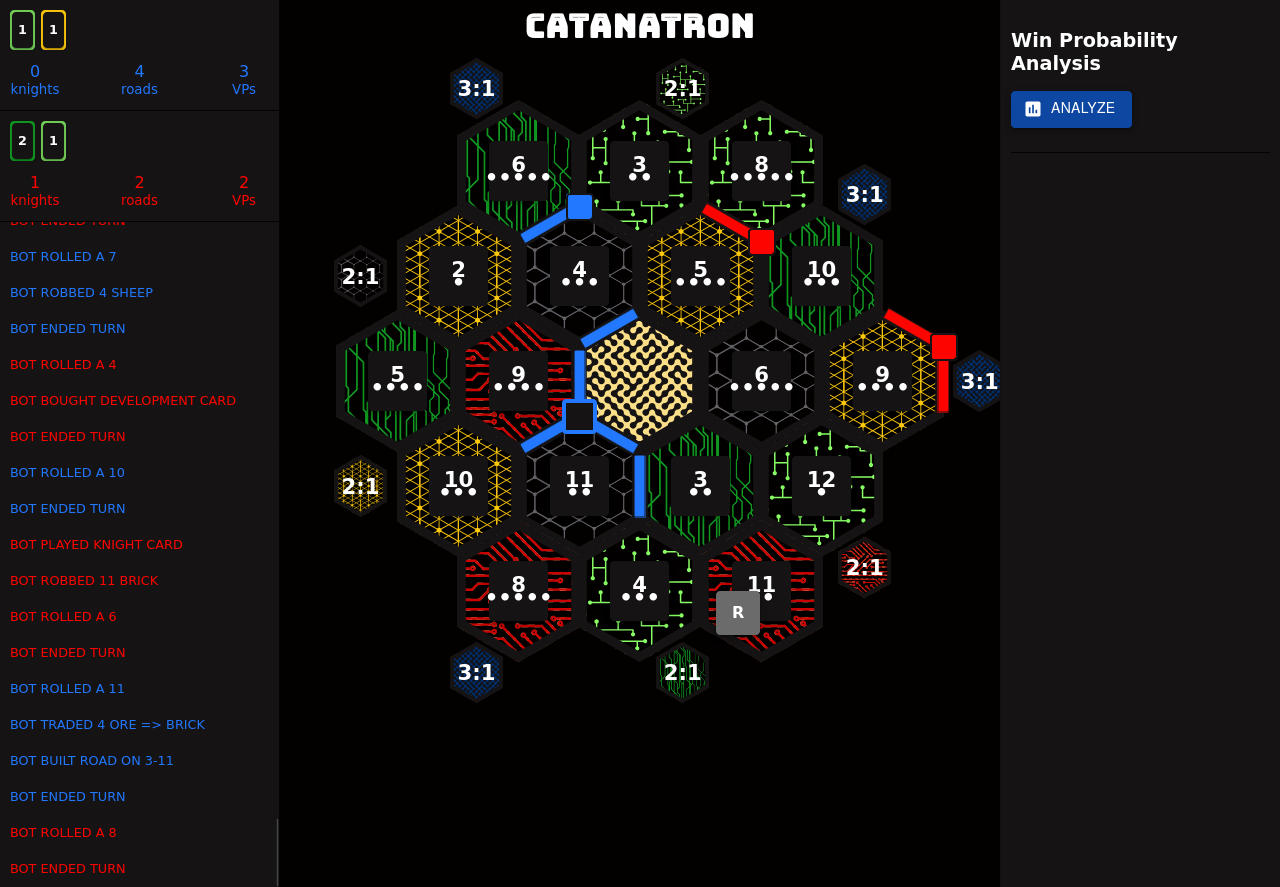 1 1
0 4 3
knights roads VPs
2 1
1 2 2
knights roads VPs
BOT ENDED TURN
BOT ROLLED A 7
BOT ROBBED 4 SHEEP
BOT ENDED TURN
BOT ROLLED A 4
BOT BOUGHT DEVELOPMENT CARD
BOT ENDED TURN
BOT ROLLED A 10
BOT ENDED TURN
BOT PLAYED KNIGHT CARD
BOT ROBBED 11 BRICK
BOT ROLLED A 6
BOT ENDED TURN
BOT ROLLED A 11
BOT TRADED 4 ORE => BRICK
BOT BUILT ROAD ON 3-11
BOT ENDED TURN
BOT ROLLED A 8
BOT ENDED TURN
CATANATRON
3:1 2:1
6 3 8
3:1
2:1 2 4 5 10
5 9 6 9 3:1
2:1 10 11 3 12
2:1
8 4 11
R
3:1 2:1
Win Probability
Analysis
ANALYZE